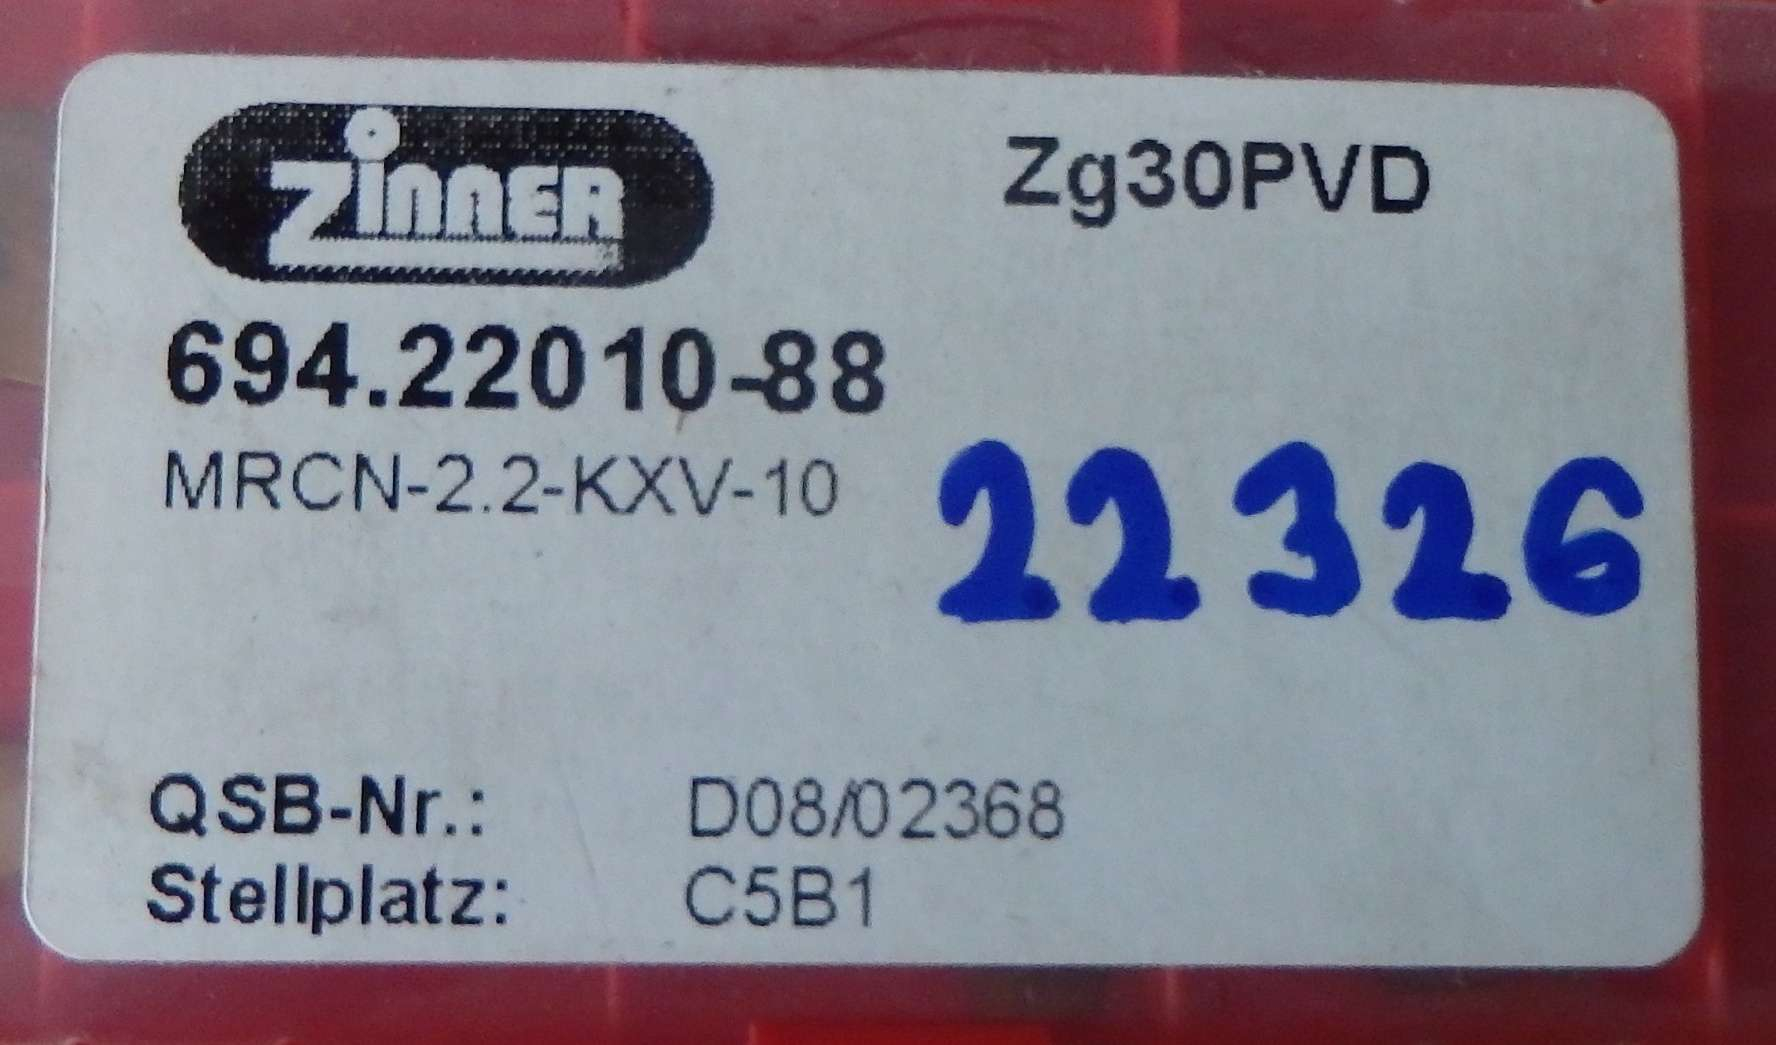 ZinnER
Zg30PVD
694.22010-88
MRCN-2.2-KXV-10
22326
QSB-Nr.: D08/02368
Stellplatz: C5B1